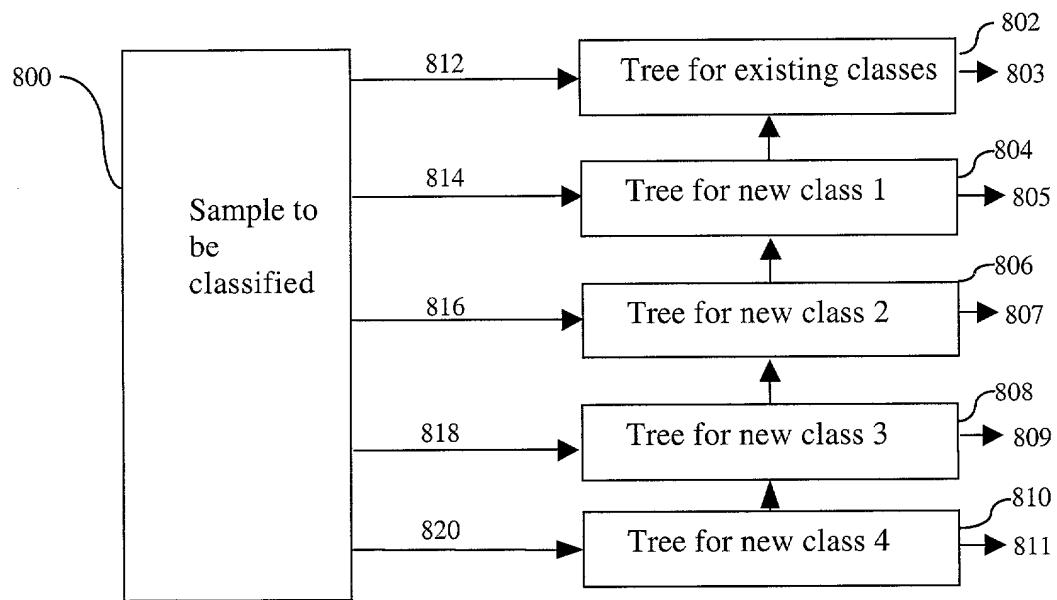 802
800
812
Tree for existing classes
803
804
814
Tree for new class 1
805
Sample to
be
classified
806
816
Tree for new class 2
807
808
818
Tree for new class 3
809
810
820
Tree for new class 4
811